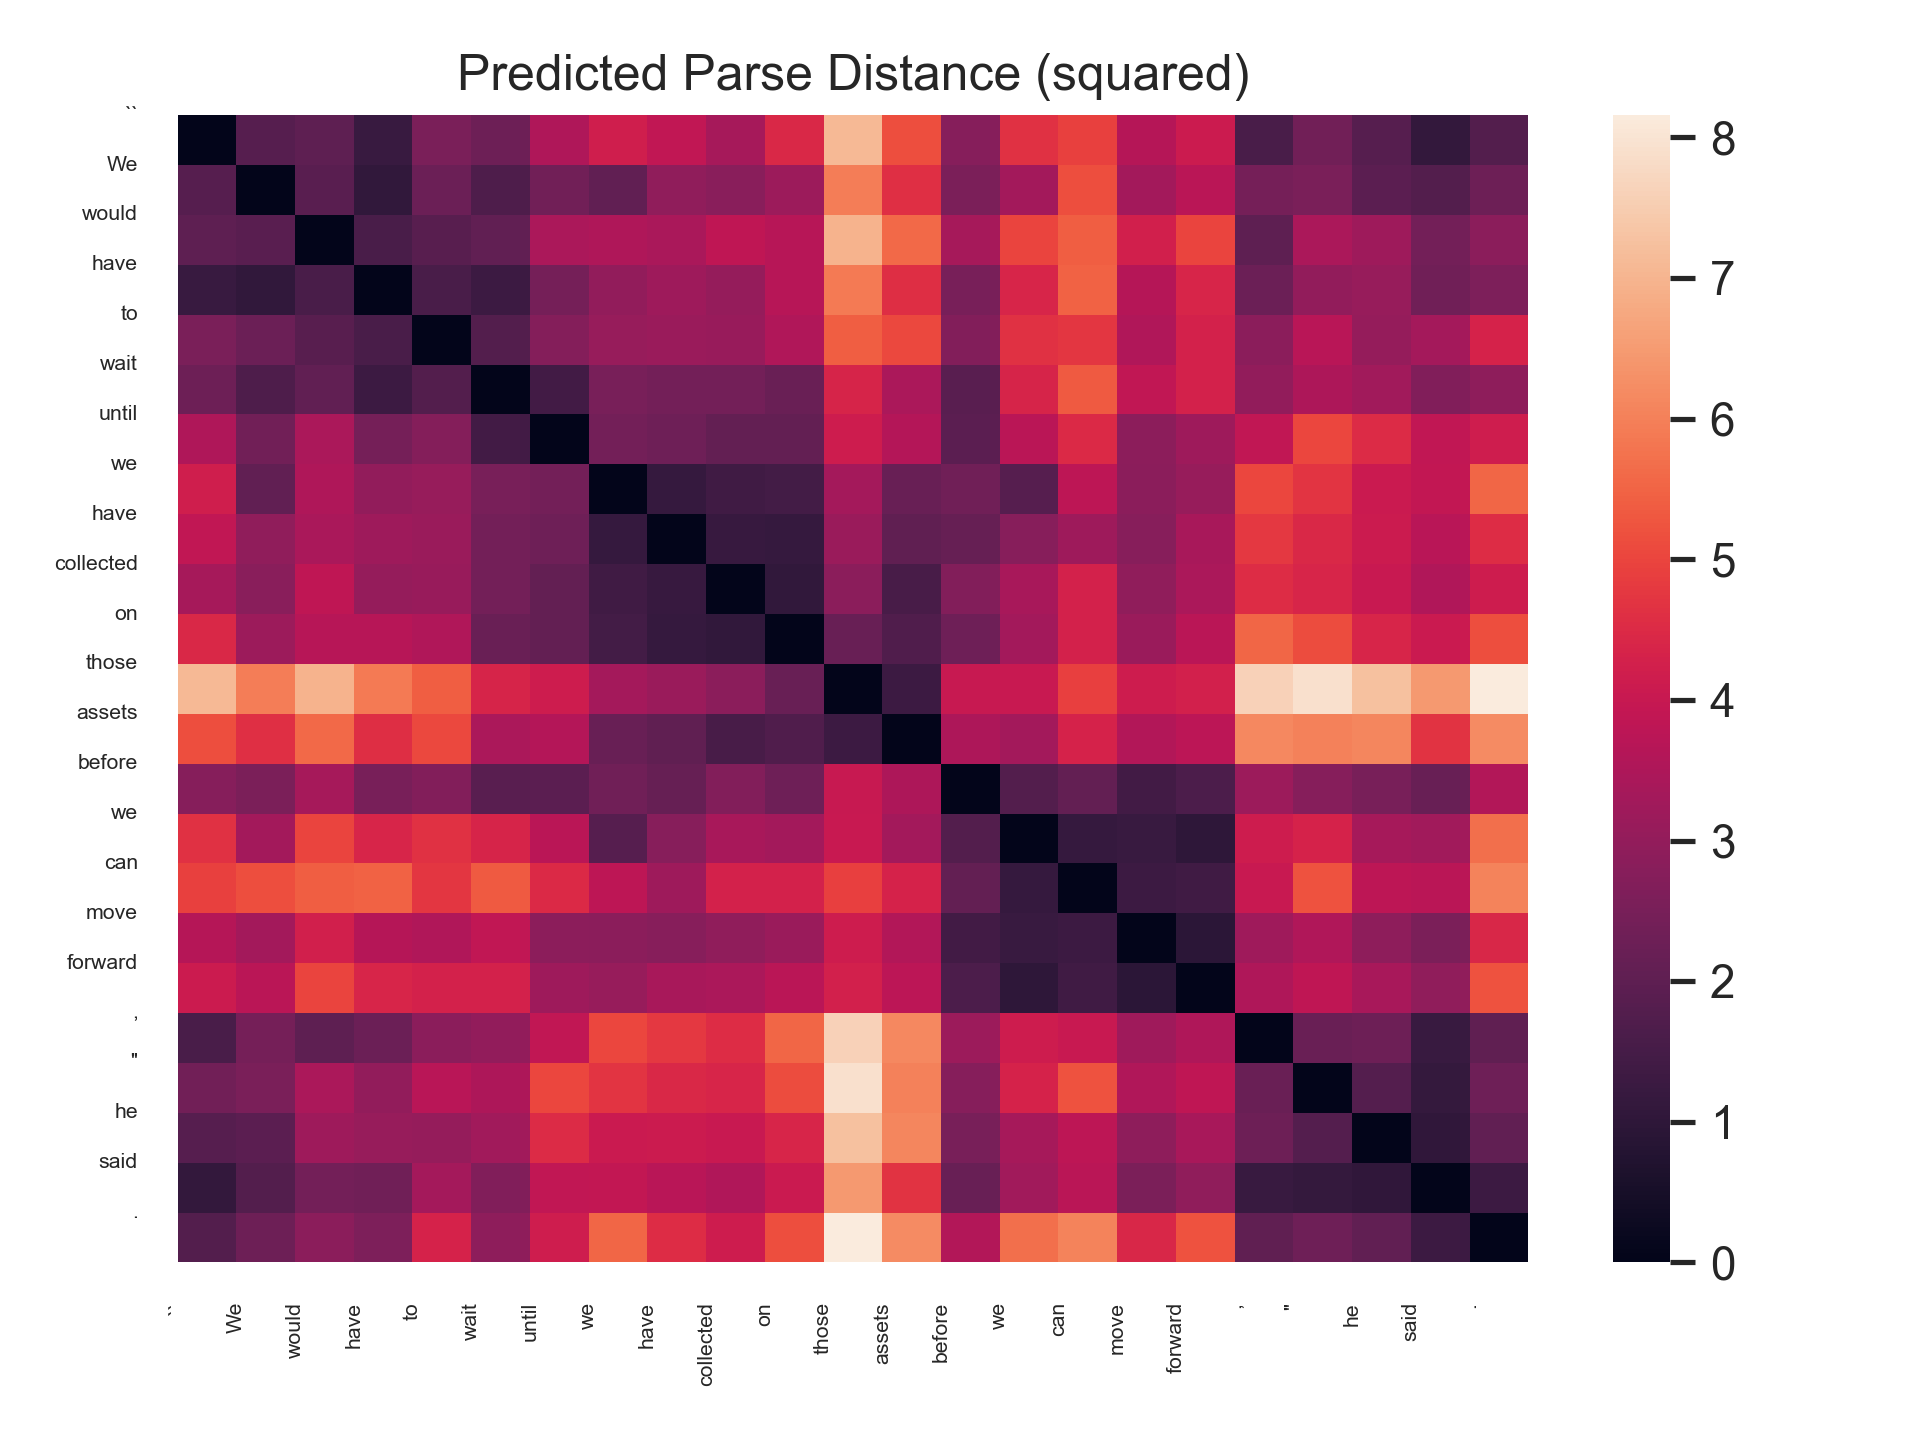 Predicted Parse Distance (squared)
``
We
would
have
to
wait
until
we
have
collected
on
those
assets
before
we
can
move
forward
,
''
he
said
.
8
7
6
5
4
3
2
1
0
`` We would have to wait until we have collected on those assets before we can move forward , '' he said .